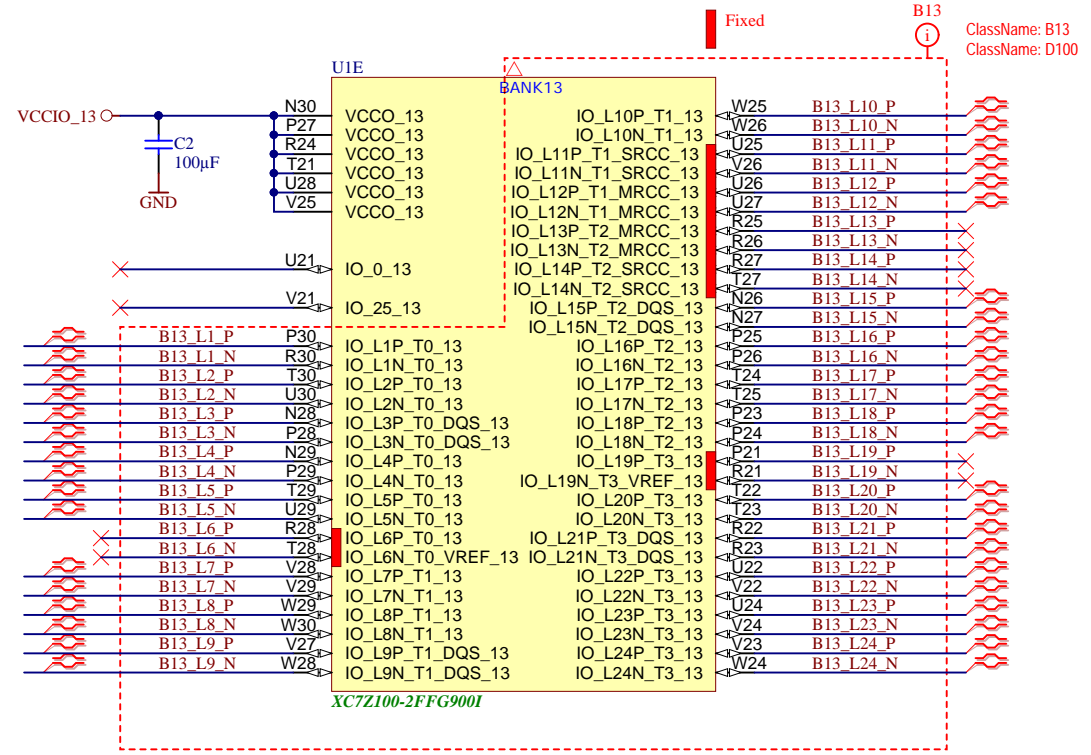 Fixed
B13
i
ClassName: B13
ClassName: D100
U1E
BANK13
VCCIO_13
C2
100µF
GND
N30 VCCO_13
P27 VCCO_13
R24 VCCO_13
T21 VCCO_13
U28 VCCO_13
V25 VCCO_13
U21 IO_0_13
V21 IO_25_13
B13_L1_P P30 IO_L1P_T0_13
B13_L1_N R30 IO_L1N_T0_13
B13_L2_P T30 IO_L2P_T0_13
B13_L2_N U30 IO_L2N_T0_13
B13_L3_P N28 IO_L3P_T0_DQS_13
B13_L3_N P28 IO_L3N_T0_DQS_13
B13_L4_P N29 IO_L4P_T0_13
B13_L4_N P29 IO_L4N_T0_13
B13_L5_P T29 IO_L5P_T0_13
B13_L5_N U29 IO_L5N_T0_13
B13_L6_P R28 IO_L6P_T0_13
B13_L6_N T28 IO_L6N_T0_VREF_13
B13_L7_P V28 IO_L7P_T1_13
B13_L7_N V29 IO_L7N_T1_13
B13_L8_P W29 IO_L8P_T1_13
B13_L8_N W30 IO_L8N_T1_13
B13_L9_P V27 IO_L9P_T1_DQS_13
B13_L9_N W28 IO_L9N_T1_DQS_13
IO_L10P_T1_13 W25 B13_L10_P
IO_L10N_T1_13 W26 B13_L10_N
IO_L11P_T1_SRCC_13 U25 B13_L11_P
IO_L11N_T1_SRCC_13 V26 B13_L11_N
IO_L12P_T1_MRCC_13 U26 B13_L12_P
IO_L12N_T1_MRCC_13 U27 B13_L12_N
IO_L13P_T2_MRCC_13 R25 B13_L13_P
IO_L13N_T2_MRCC_13 R26 B13_L13_N
IO_L14P_T2_SRCC_13 R27 B13_L14_P
IO_L14N_T2_SRCC_13 T27 B13_L14_N
IO_L15P_T2_DQS_13 N26 B13_L15_P
IO_L15N_T2_DQS_13 N27 B13_L15_N
IO_L16P_T2_13 P25 B13_L16_P
IO_L16N_T2_13 P26 B13_L16_N
IO_L17P_T2_13 T24 B13_L17_P
IO_L17N_T2_13 T25 B13_L17_N
IO_L18P_T2_13 P23 B13_L18_P
IO_L18N_T2_13 P24 B13_L18_N
IO_L19P_T3_13 P21 B13_L19_P
IO_L19N_T3_VREF_13 R21 B13_L19_N
IO_L20P_T3_13 T22 B13_L20_P
IO_L20N_T3_13 T23 B13_L20_N
IO_L21P_T3_DQS_13 R22 B13_L21_P
IO_L21N_T3_DQS_13 R23 B13_L21_N
IO_L22P_T3_13 U22 B13_L22_P
IO_L22N_T3_13 V22 B13_L22_N
IO_L23P_T3_13 U24 B13_L23_P
IO_L23N_T3_13 V24 B13_L23_N
IO_L24P_T3_13 V23 B13_L24_P
IO_L24N_T3_13 W24 B13_L24_N
XC7Z100-2FFG900I